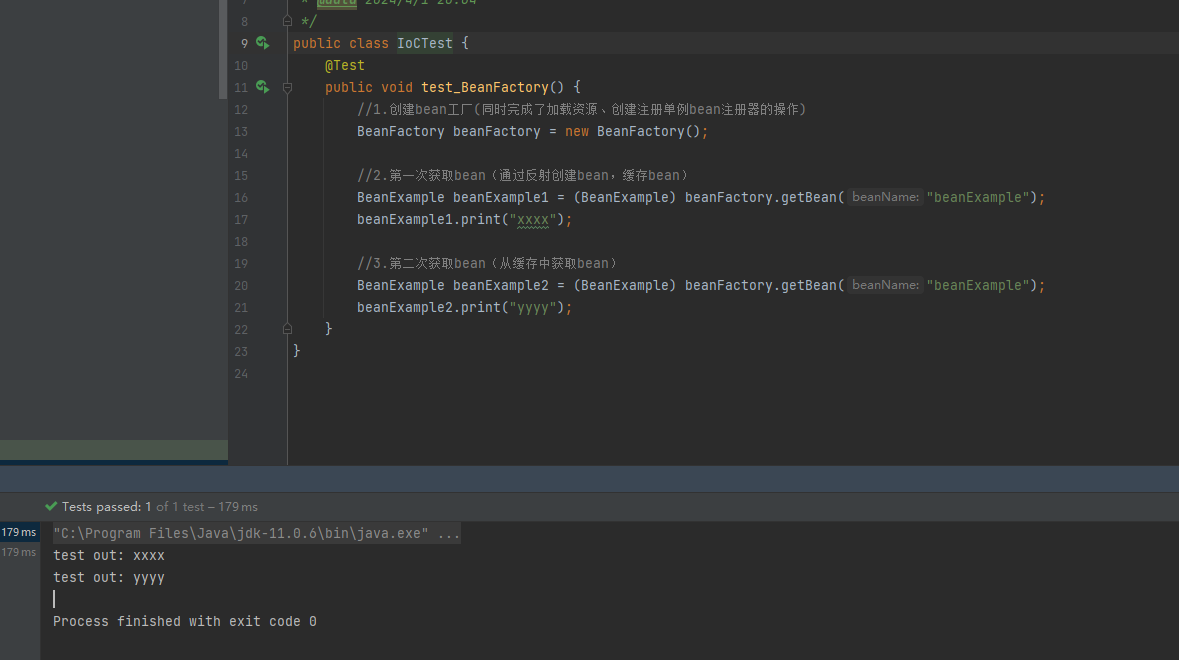 * @date 2024/4/1 20:04
8 */
9 public class IoCTest {
10 @Test
11 public void test_BeanFactory() {
12 //1.创建bean工厂(同时完成了加载资源、创建注册单例bean注册器的操作)
13 BeanFactory beanFactory = new BeanFactory();
14
15 //2.第一次获取bean（通过反射创建bean，缓存bean）
16 BeanExample beanExample1 = (BeanExample) beanFactory.getBean( beanName: "beanExample");
17 beanExample1.print("xxxx");
18
19 //3.第二次获取bean（从缓存中获取bean）
20 BeanExample beanExample2 = (BeanExample) beanFactory.getBean( beanName: "beanExample");
21 beanExample2.print("yyyy");
22 }
23 }
24
Tests passed: 1 of 1 test – 179 ms
179 ms "C:\Program Files\Java\jdk-11.0.6\bin\java.exe" ...
179 ms test out: xxxx
test out: yyyy
Process finished with exit code 0